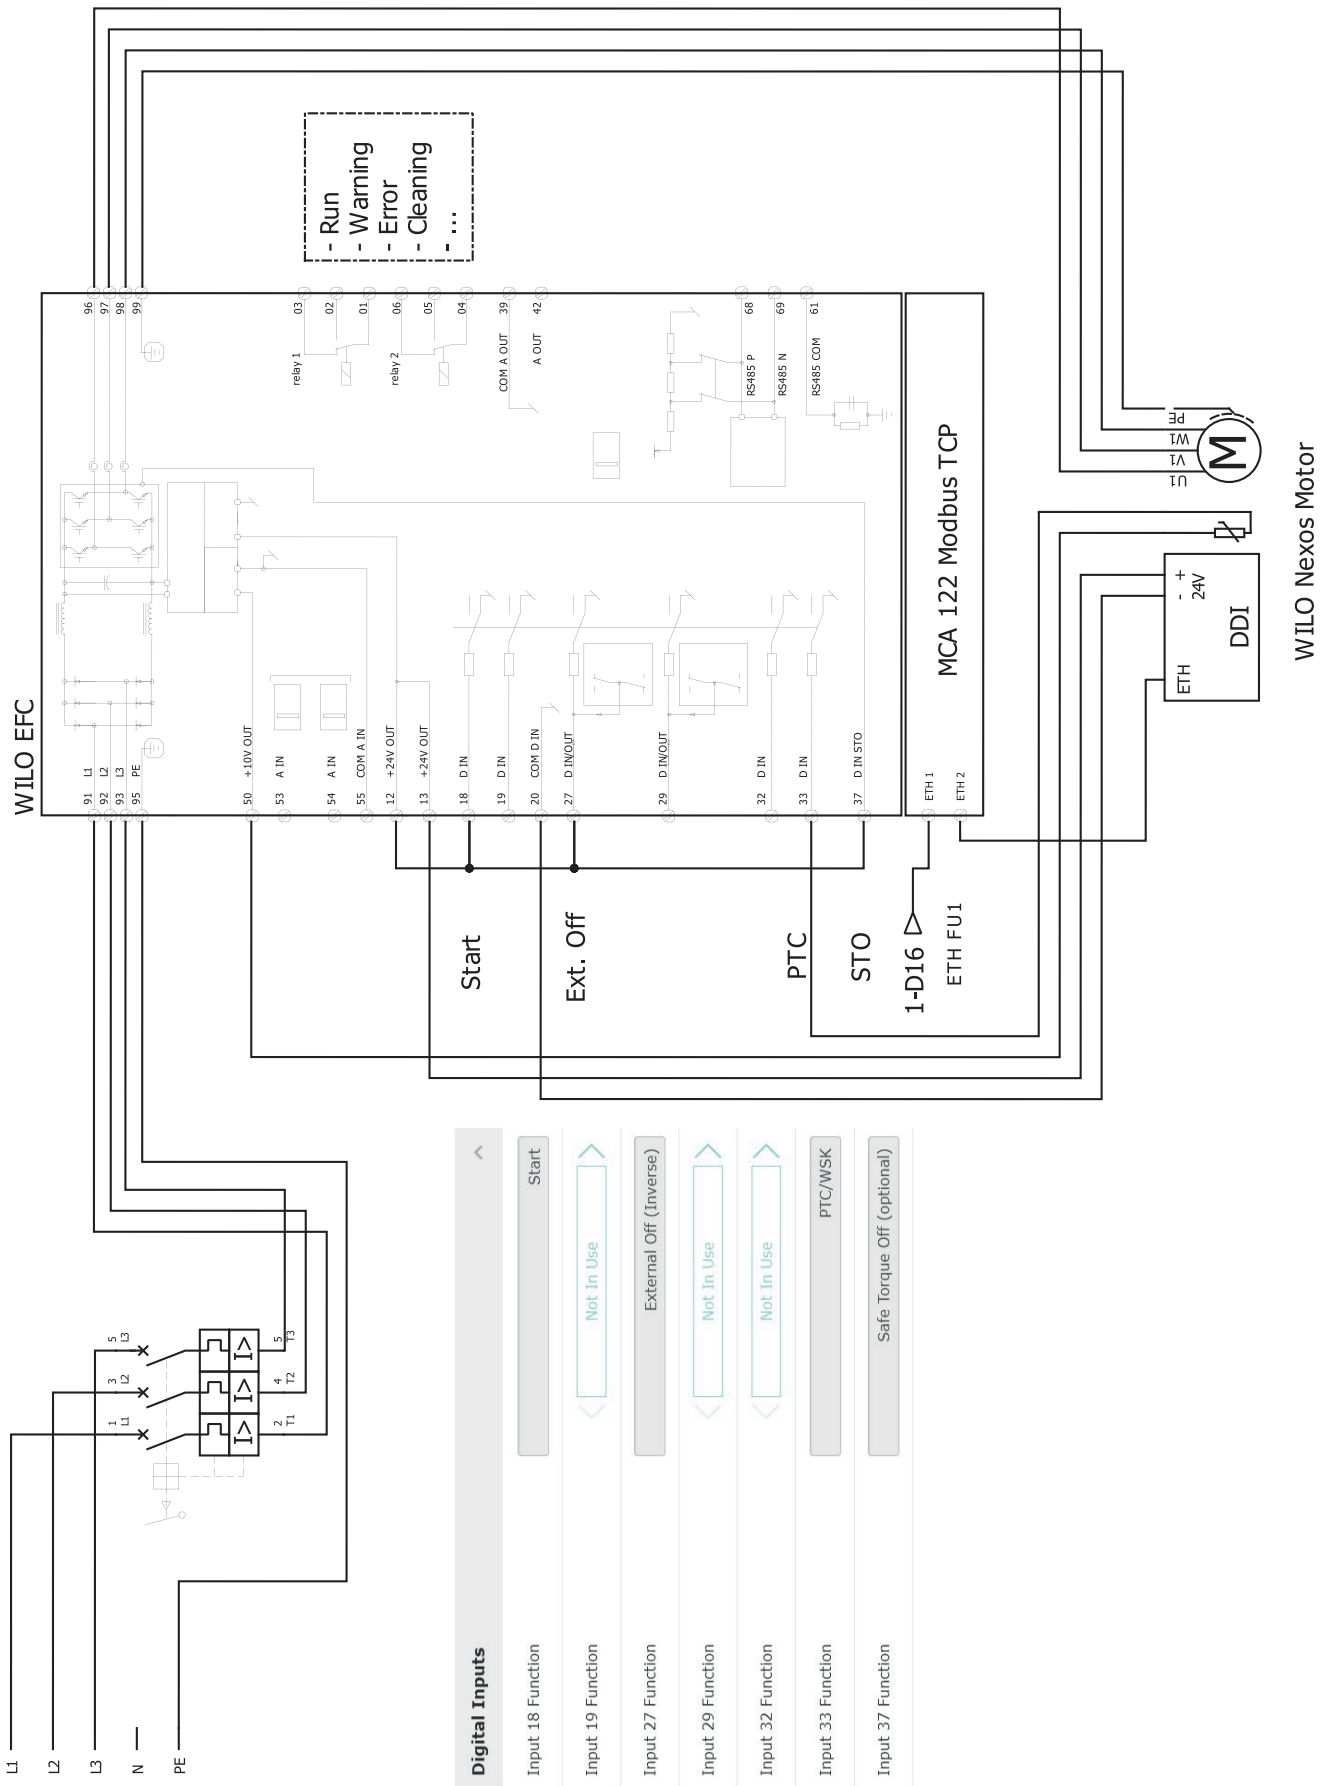 L1
L2
L3
N
PE
1
L1
3
L2
5
L3
I>
I>
I>
2
T1
4
T2
5
T3
WILO EFC
91 L1
92 L2
93 L3
95 PE
50 +10V OUT
53 A IN
54 A IN
55 COM A IN
12 +24V OUT
13 +24V OUT
18 D IN
19 D IN
20 COM D IN
27 D IN/OUT
29 D IN/OUT
32 D IN
33 D IN
37 D IN STO
ETH 1
ETH 2
MCA 122 Modbus TCP
96
97
98
99
relay 1
03
02
01
relay 2
06
05
04
COM A OUT 39
A OUT 42
RS485 P 68
RS485 N 69
RS485 COM 61
- Run
- Warning
- Error
- Cleaning
- ...
Start
Ext. Off
PTC
STO
1-D16
ETH FU1
U1
V1
W1
PE
M
ETH
- +
24V
DDI
WILO Nexos Motor
Digital Inputs
Input 18 Function Start
Input 19 Function Not In Use
Input 27 Function External Off (Inverse)
Input 29 Function Not In Use
Input 32 Function Not In Use
Input 33 Function PTC/WSK
Input 37 Function Safe Torque Off (optional)